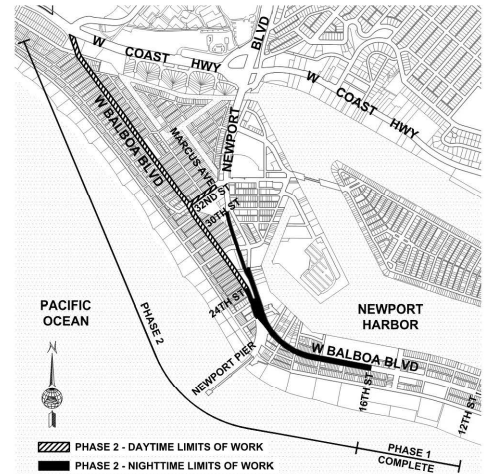 W COAST HWY
BLVD
NEWPORT
W COAST HWY
W BALBOA BLVD
MARCUS AVE
32ND ST
30TH ST
24TH ST
PACIFIC
OCEAN
PHASE 2
NEWPORT
HARBOR
NEWPORT PIER
W BALBOA BLVD
16TH ST
12TH ST
PHASE 1
COMPLETE
PHASE 2 - DAYTIME LIMITS OF WORK
PHASE 2 - NIGHTTIME LIMITS OF WORK